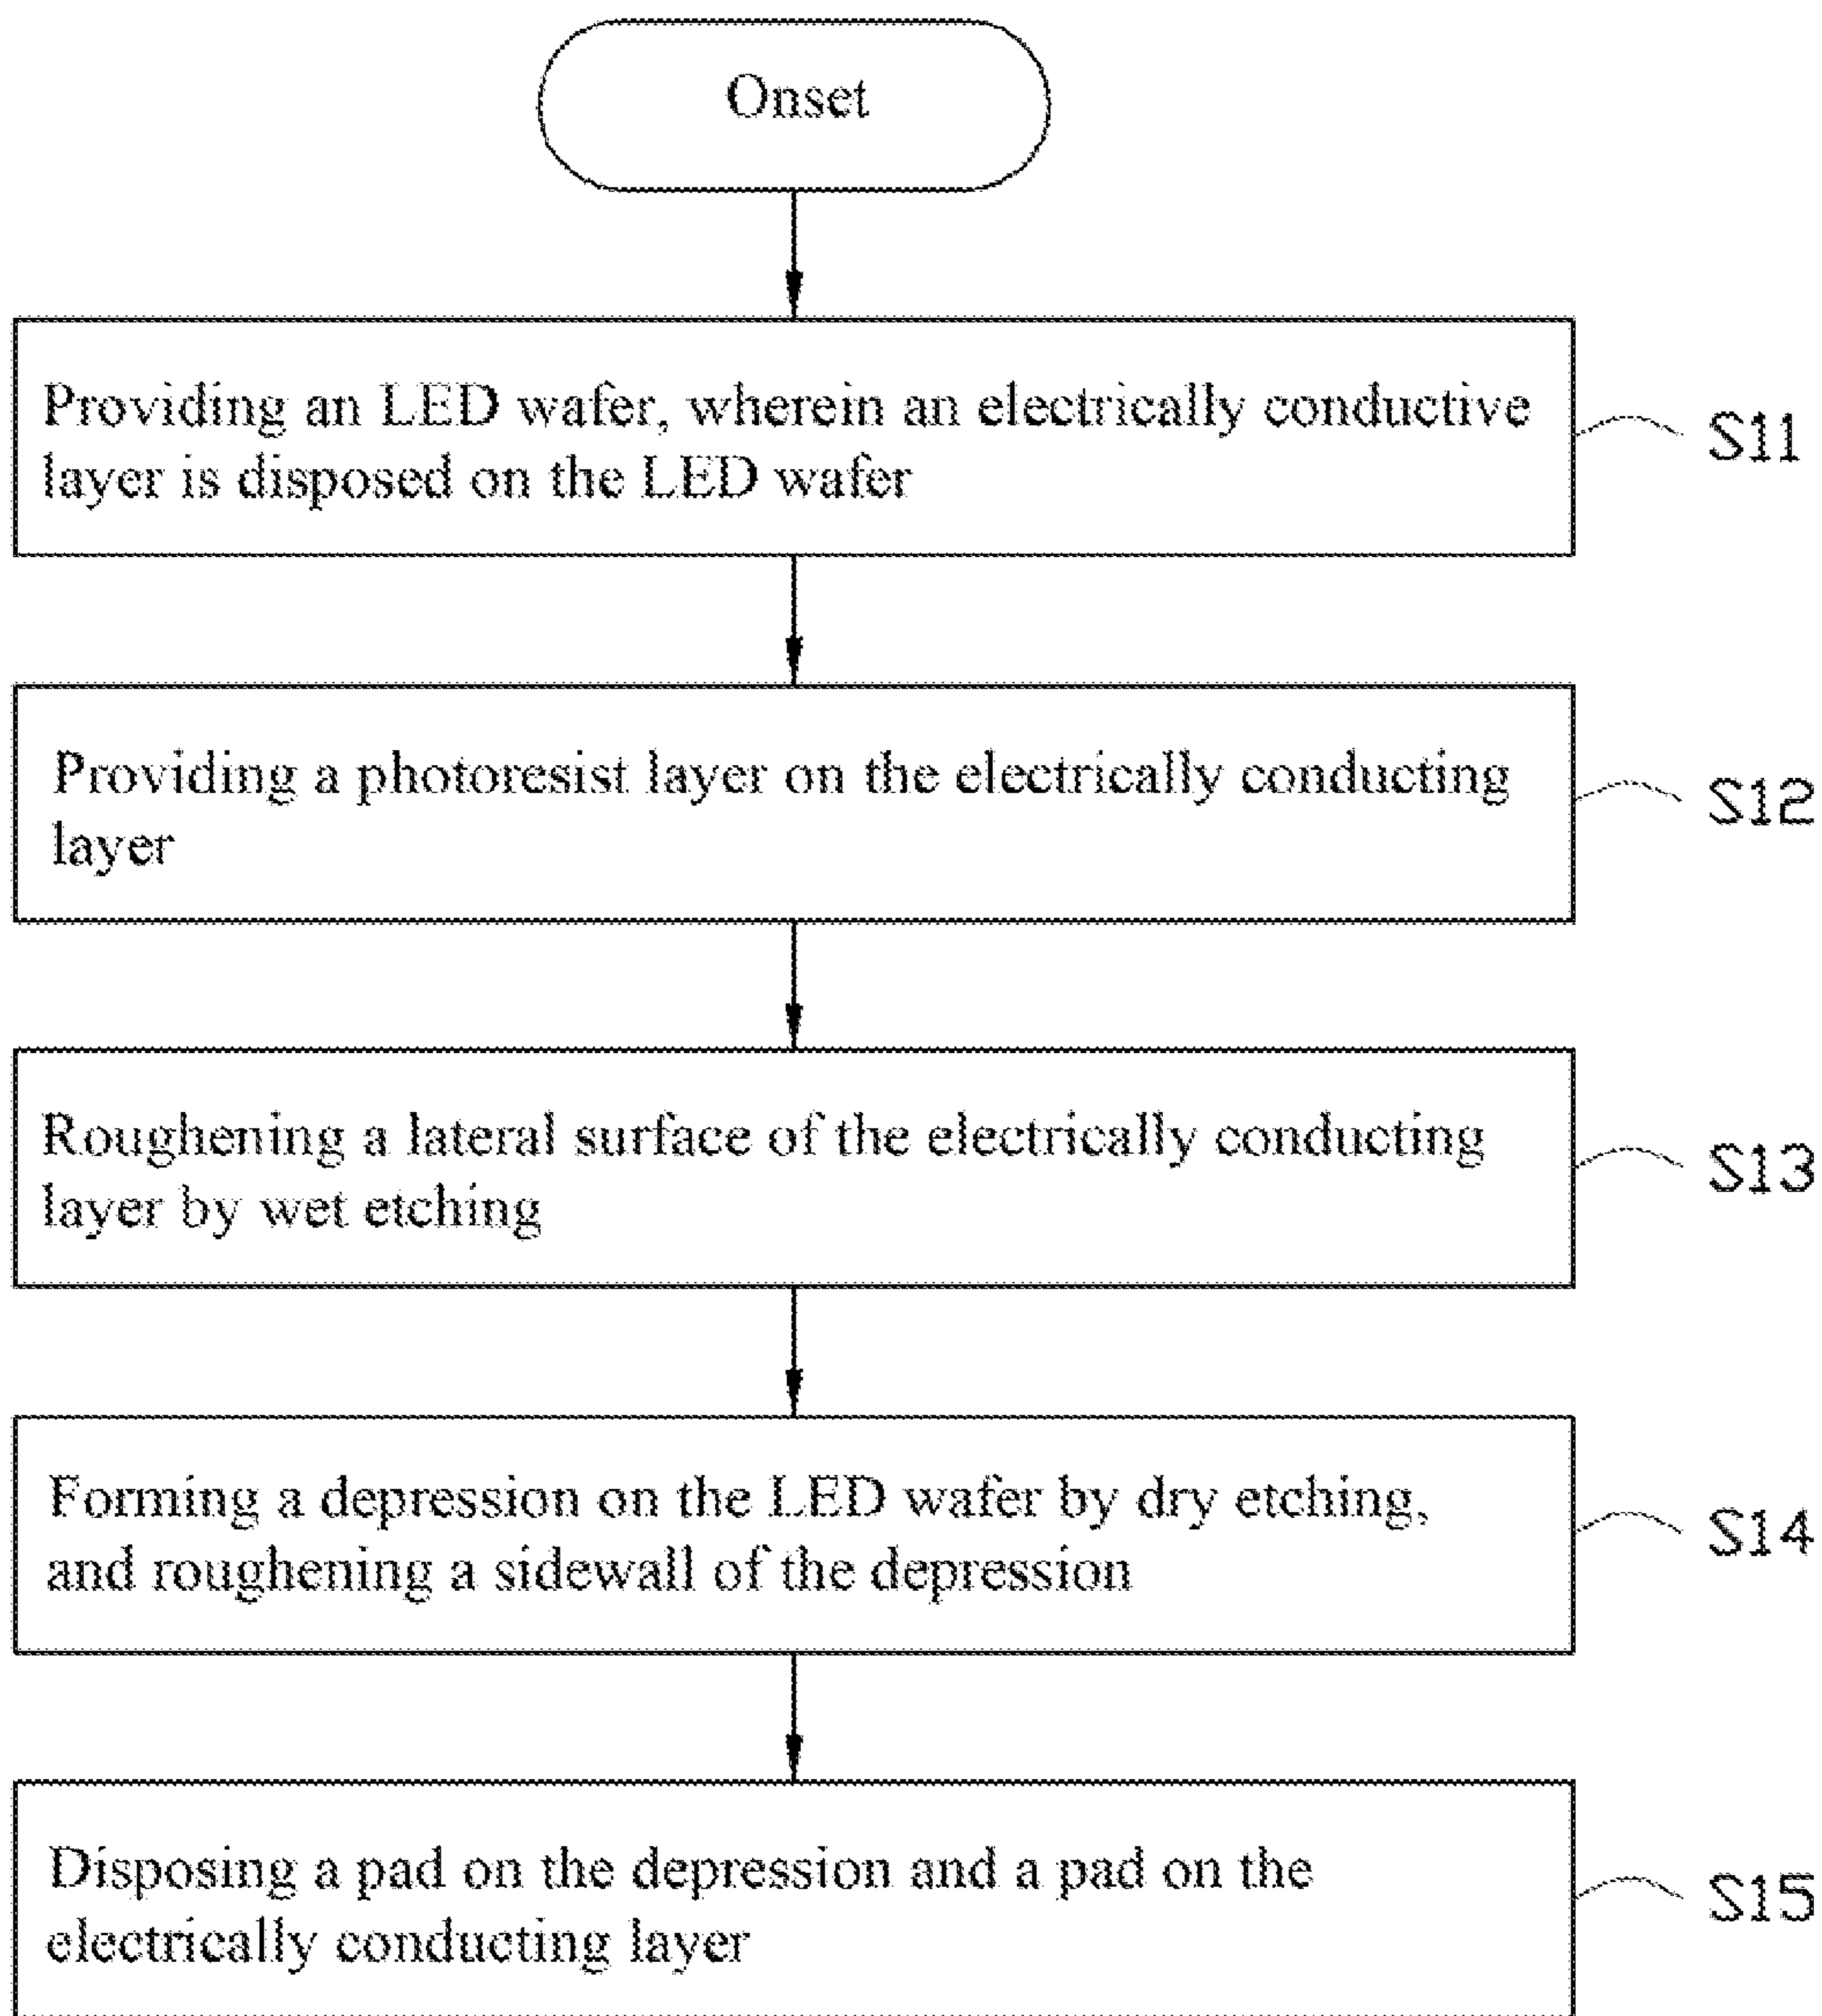 Onset
Providing an LED wafer, wherein an electrically conductive
layer is disposed on the LED wafer
S11
Providing a photoresist layer on the electrically conducting
layer
S12
Roughening a lateral surface of the electrically conducting
layer by wet etching
S13
Forming a depression on the LED wafer by dry etching,
and roughening a sidewall of the depression
S14
Disposing a pad on the depression and a pad on the
electrically conducting layer
S15